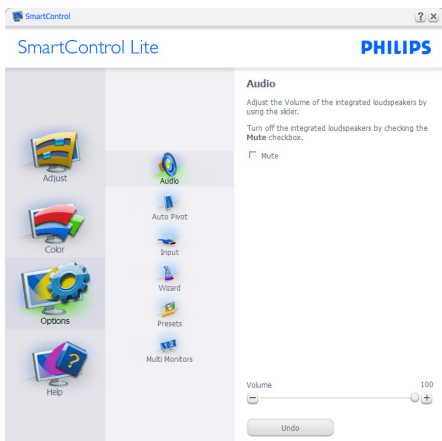 SmartControl
? ×
SmartControl Lite
PHILIPS
Adjust
Color
Options
Help
Audio
Auto Pivot
Input
Wizard
Presets
1/2
Multi Monitors
Audio
Adjust the Volume of the integrated loudspeakers by
using the slider.
Turn off the integrated loudspeakers by checking the
Mute checkbox.
Mute
Volume 100
Undo